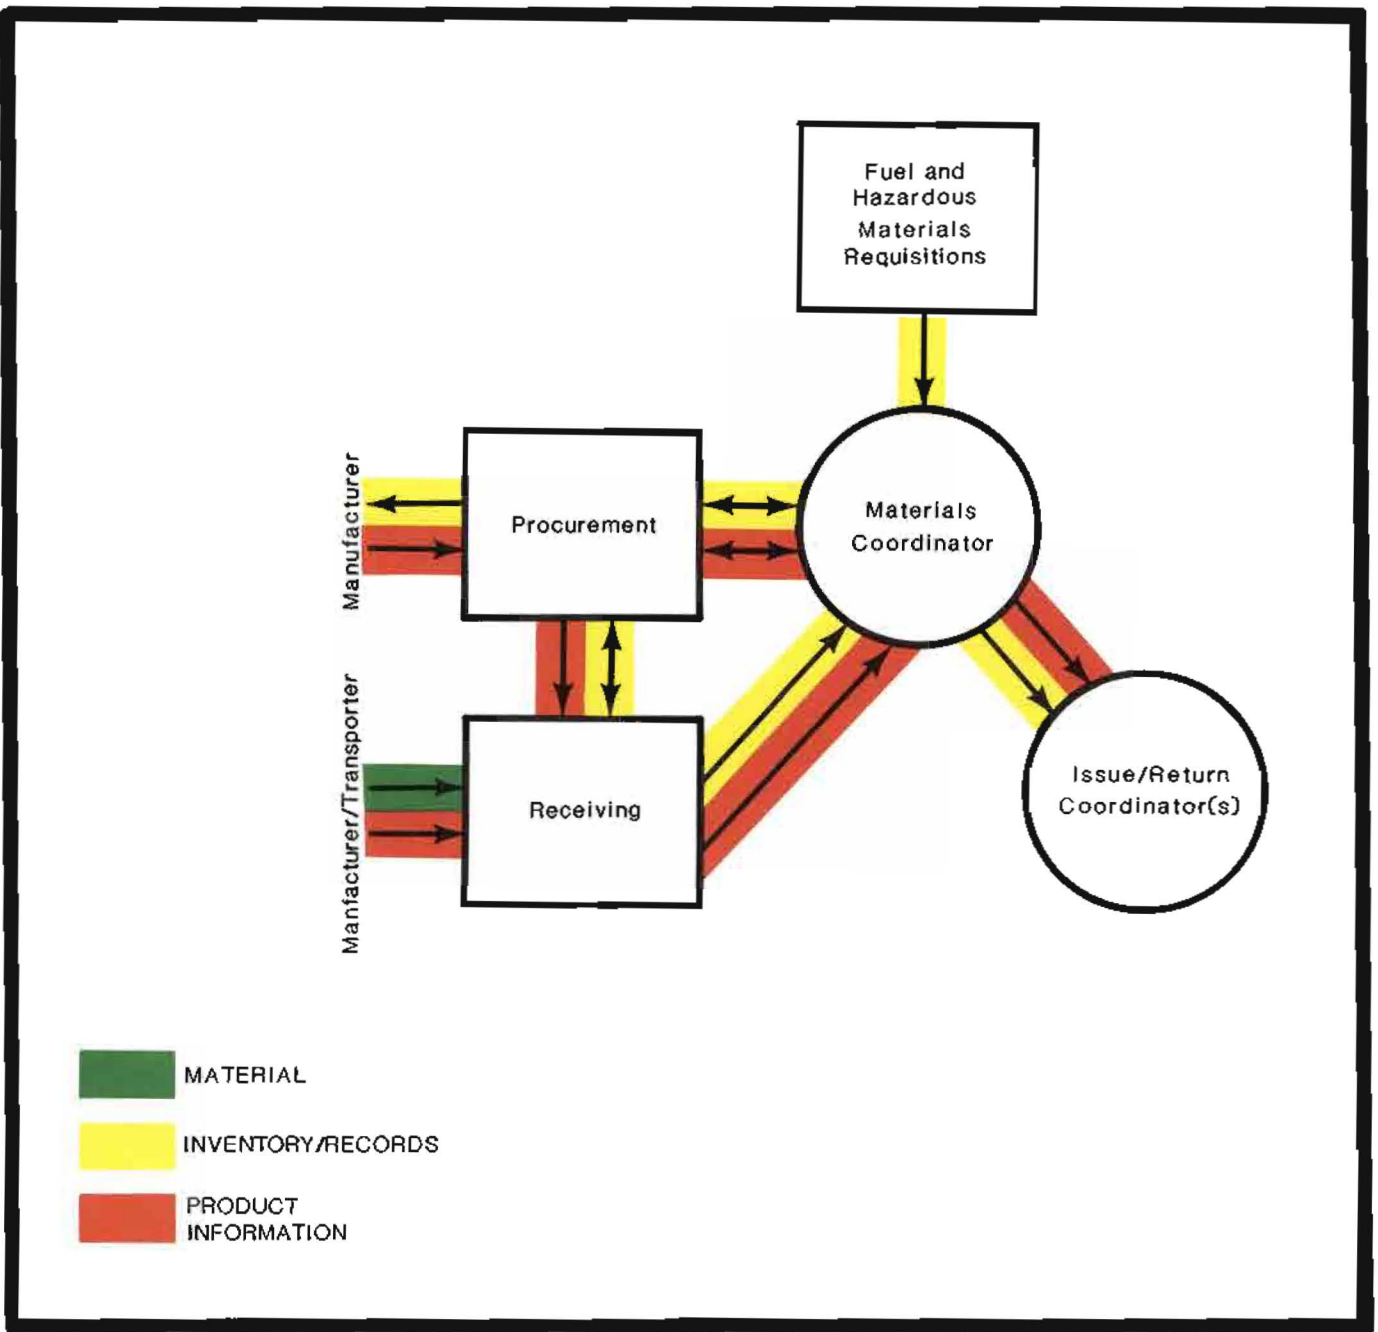 Fuel and
Hazardous
Materials
Requisitions
Manufacturer
Procurement
Materials
Coordinator
Manfacturer/Transporter
Receiving
Issue/Return
Coordinator(s)
MATERIAL
INVENTORY/RECORDS
PRODUCT
INFORMATION